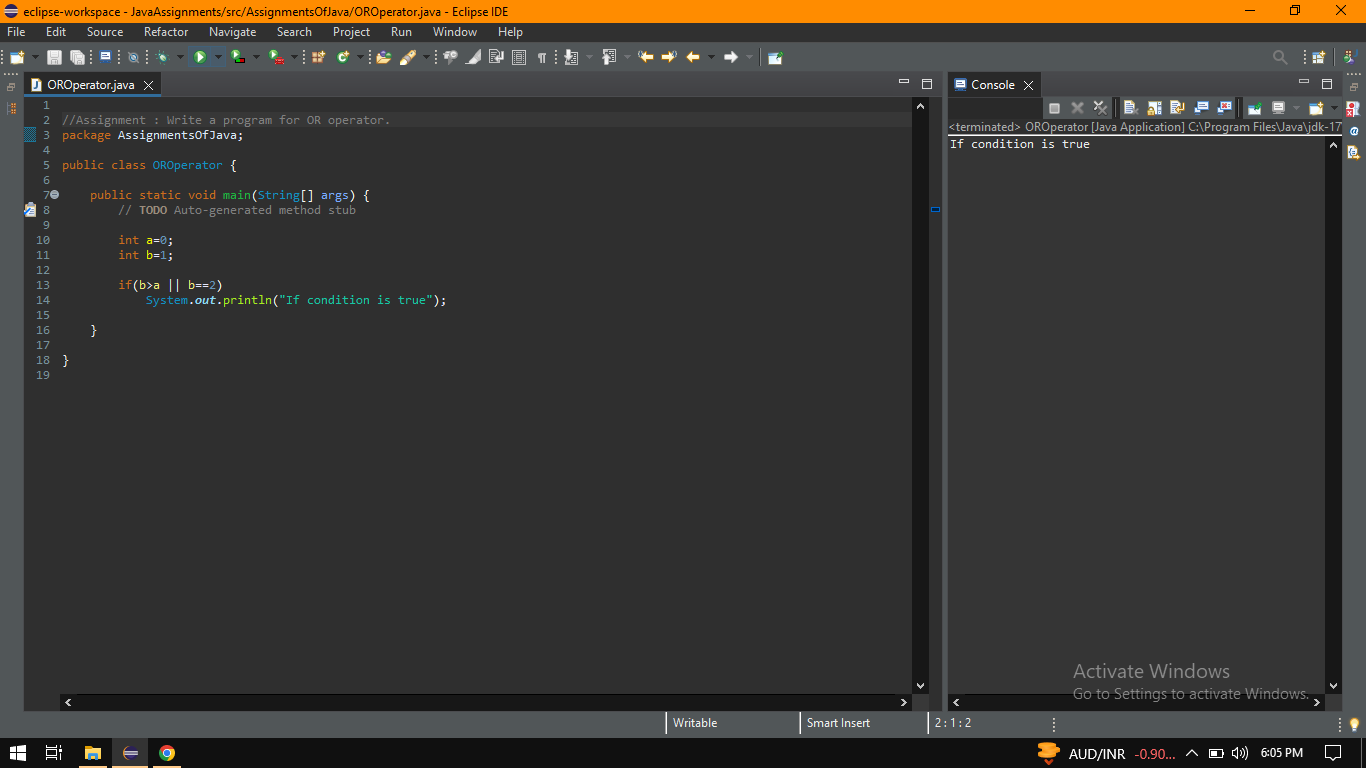 eclipse-workspace - JavaAssignments/src/AssignmentsOfJava/OROperator.java - Eclipse IDE
File Edit Source Refactor Navigate Search Project Run Window Help
OROperator.java
1
2 //Assignment : Write a program for OR operator.
3 package AssignmentsOfJava;
4
5 public class OROperator {
6
7 public static void main(String[] args) {
8 // TODO Auto-generated method stub
9
10 int a=0;
11 int b=1;
12
13 if(b>a || b==2)
14 System.out.println("If condition is true");
15
16 }
17
18 }
19
Console
<terminated> OROperator [Java Application] C:\Program Files\Java\jdk-17
If condition is true
Activate Windows
Go to Settings to activate Windows.
Writable Smart Insert 2 : 1 : 2
AUD/INR -0.90... 6:05 PM